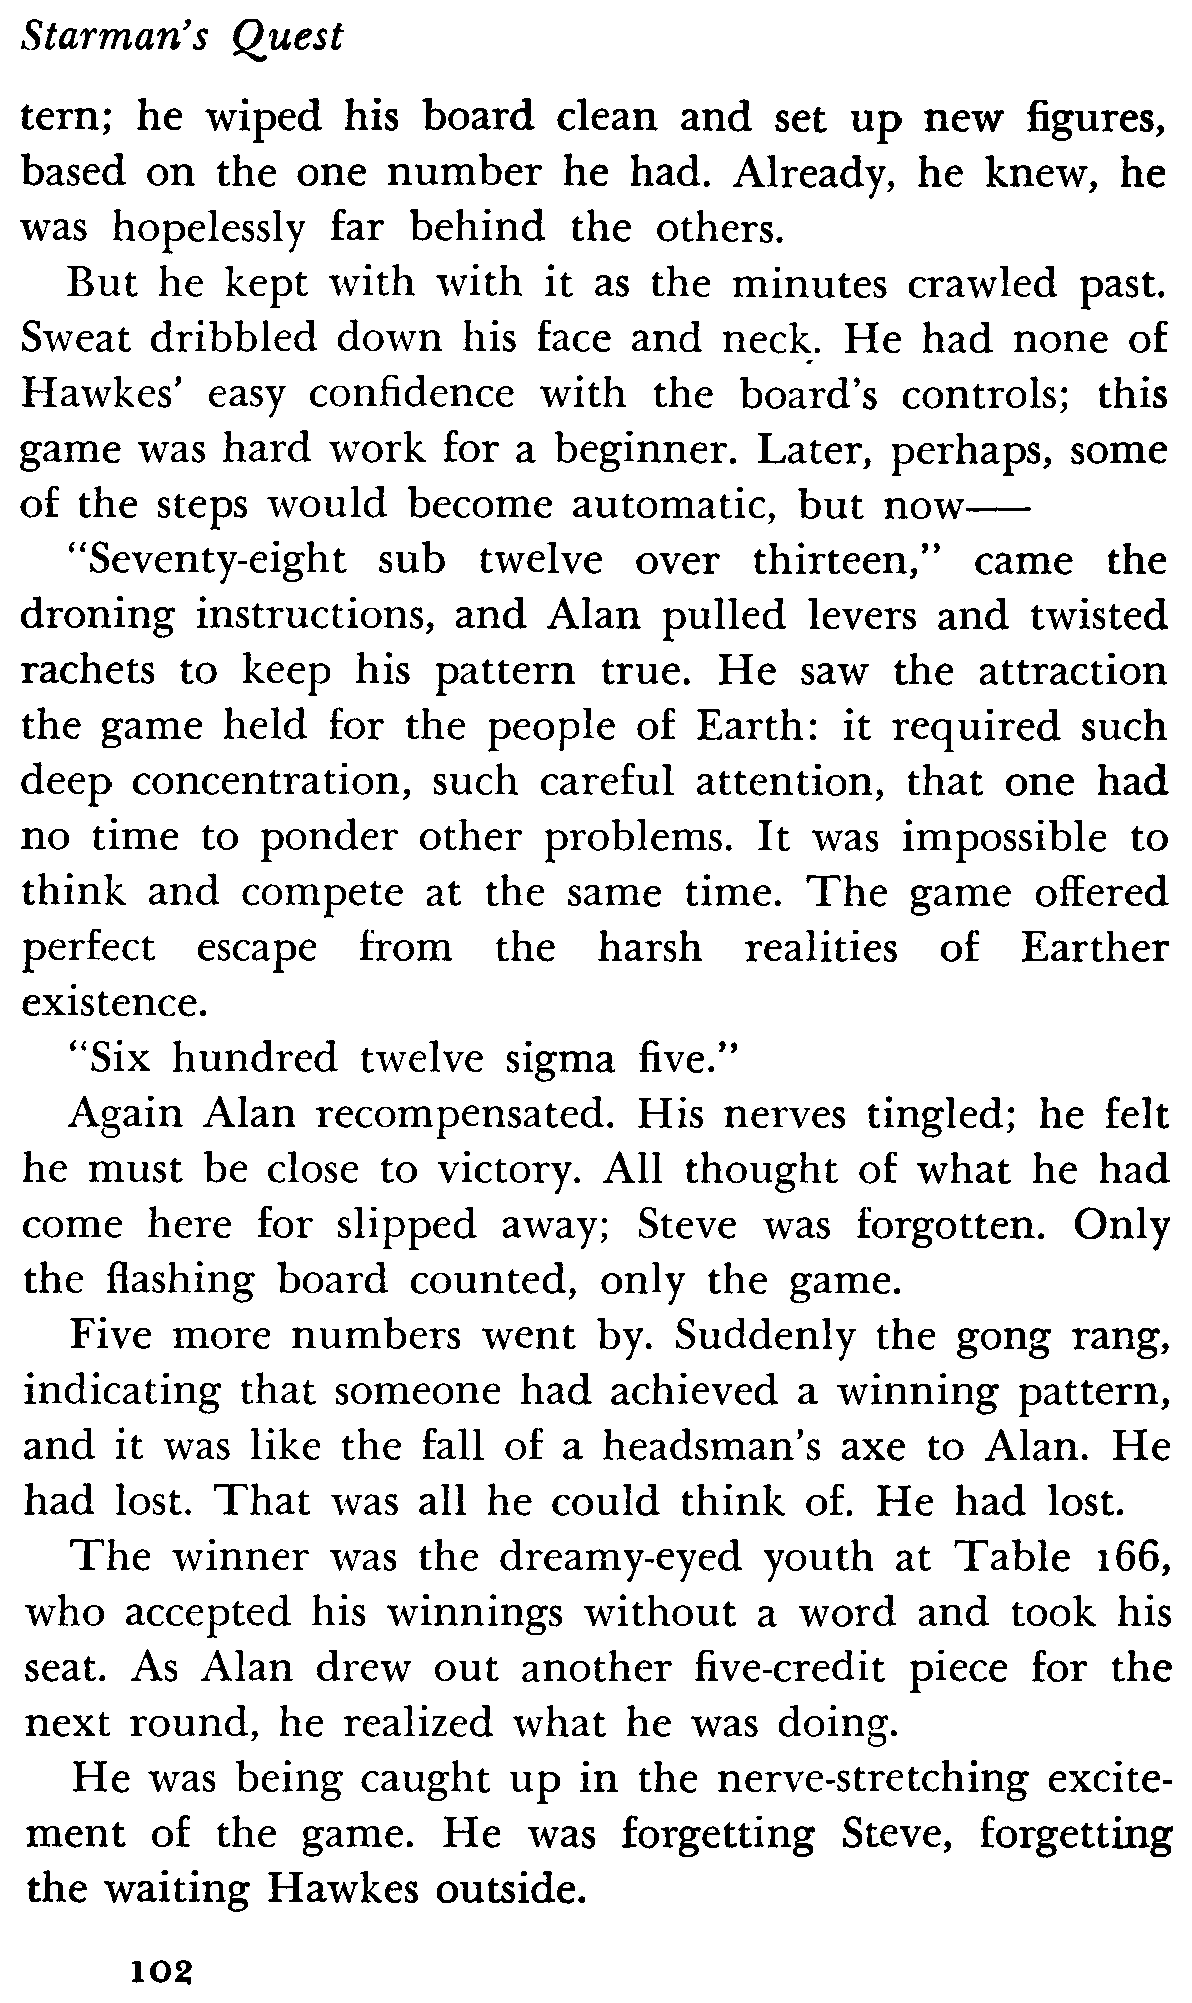 Starman's Quest
tern; he wiped his board clean and set up new figures,
based on the one number he had. Already, he knew, he
was hopelessly far behind the others.
But he kept with with it as the minutes crawled past.
Sweat dribbled down his face and neck. He had none of
Hawkes' easy confidence with the board's controls; this
game was hard work for a beginner. Later, perhaps, some
of the steps would become automatic, but now——
"Seventy-eight sub twelve over thirteen," came the
droning instructions, and Alan pulled levers and twisted
rachets to keep his pattern true. He saw the attraction
the game held for the people of Earth: it required such
deep concentration, such careful attention, that one had
no time to ponder other problems. It was impossible to
think and compete at the same time. The game offered
perfect escape from the harsh realities of Earther
existence.
"Six hundred twelve sigma five."
Again Alan recompensated. His nerves tingled; he felt
he must be close to victory. All thought of what he had
come here for slipped away; Steve was forgotten. Only
the flashing board counted, only the game.
Five more numbers went by. Suddenly the gong rang,
indicating that someone had achieved a winning pattern,
and it was like the fall of a headsman's axe to Alan. He
had lost. That was all he could think of. He had lost.
The winner was the dreamy-eyed youth at Table 166,
who accepted his winnings without a word and took his
seat. As Alan drew out another five-credit piece for the
next round, he realized what he was doing.
He was being caught up in the nerve-stretching excite-
ment of the game. He was forgetting Steve, forgetting
the waiting Hawkes outside.
102